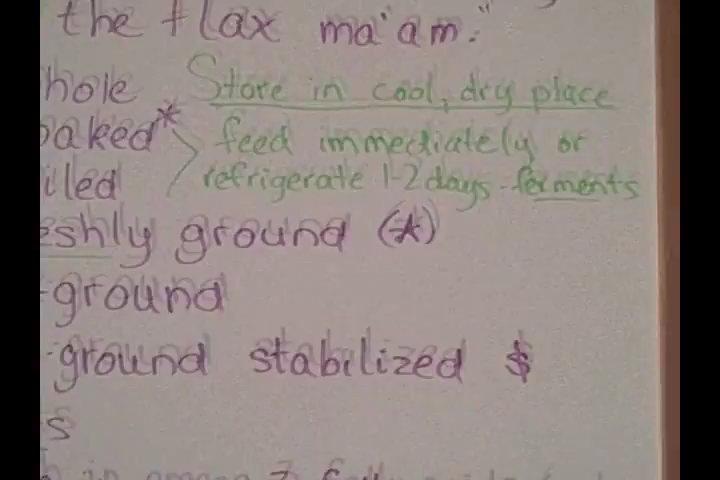 the flax ma'am."
hole Store in cool, dry place
oaked* feed immediately or
iled refrigerate 1-2 days - ferments
eshly ground (*)
-ground
-ground stabilized $
s